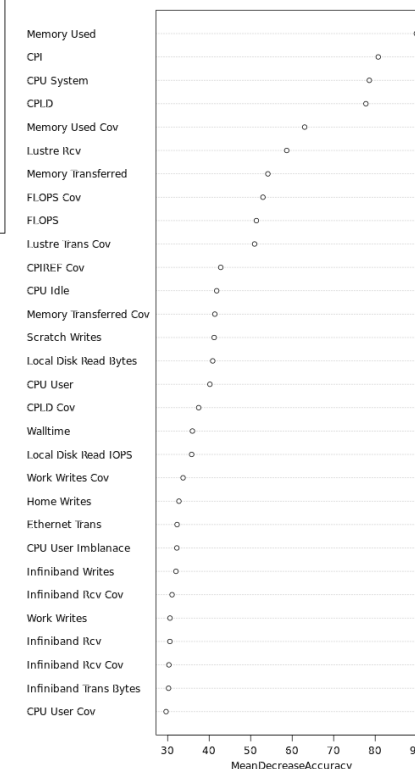 Memory Used
CPI
CPU System
CPLD
Memory Used Cov
Lustre Rcv
Memory Transferred
FLOPS Cov
FLOPS
Lustre Trans Cov
CPIREF Cov
CPU Idle
Memory Transferred Cov
Scratch Writes
Local Disk Read Bytes
CPU User
CPLD Cov
Walltime
Local Disk Read IOPS
Work Writes Cov
Home Writes
Ethernet Trans
CPU User Imblanace
Infiniband Writes
Infiniband Rcv Cov
Work Writes
Infiniband Rcv
Infiniband Rcv Cov
Infiniband Trans Bytes
CPU User Cov
30 40 50 60 70 80 9
MeanDecreaseAccuracy